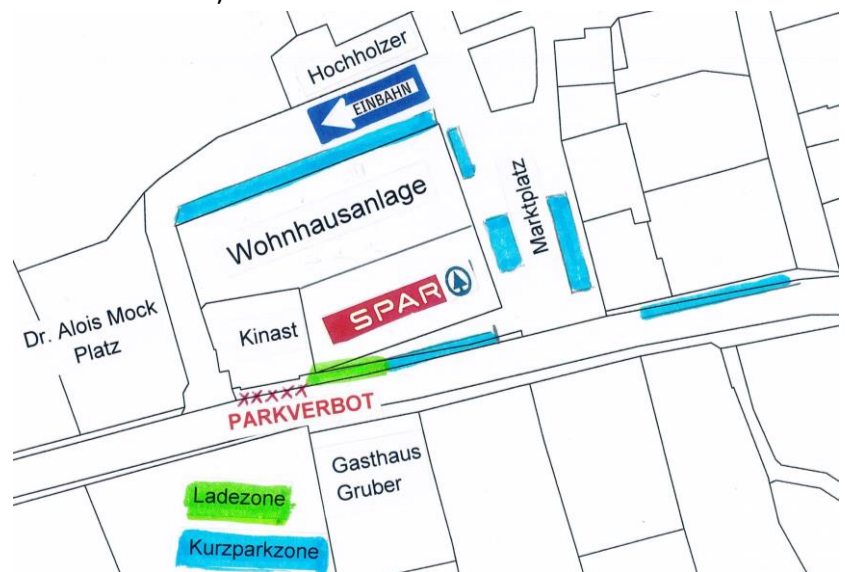 Hochholzer
EINBAHN
Wohnhausanlage
Marktplatz
SPAR
Dr. Alois Mock
Platz
Kinast
xxxxx
PARKVERBOT
Gasthaus
Gruber
Ladezone
Kurzparkzone